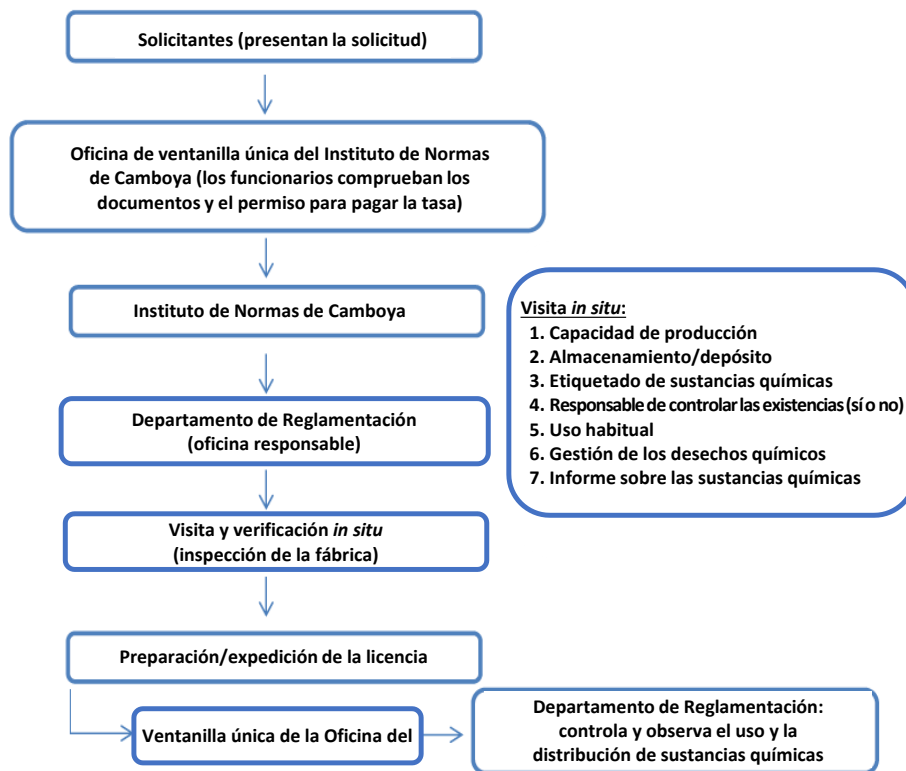 Solicitantes (presentan la solicitud)
Oficina de ventanilla única del Instituto de Normas
de Camboya (los funcionarios comprueban los
documentos y el permiso para pagar la tasa)
Instituto de Normas de Camboya
Departamento de Reglamentación
(oficina responsable)
Visita y verificación in situ
(inspección de la fábrica)
Preparación/expedición de la licencia
Ventanilla única de la Oficina del
Departamento de Reglamentación:
controla y observa el uso y la
distribución de sustancias químicas
Visita in situ:
1. Capacidad de producción
2. Almacenamiento/depósito
3. Etiquetado de sustancias químicas
4. Responsable de controlar las existencias (sí o no)
5. Uso habitual
6. Gestión de los desechos químicos
7. Informe sobre las sustancias químicas